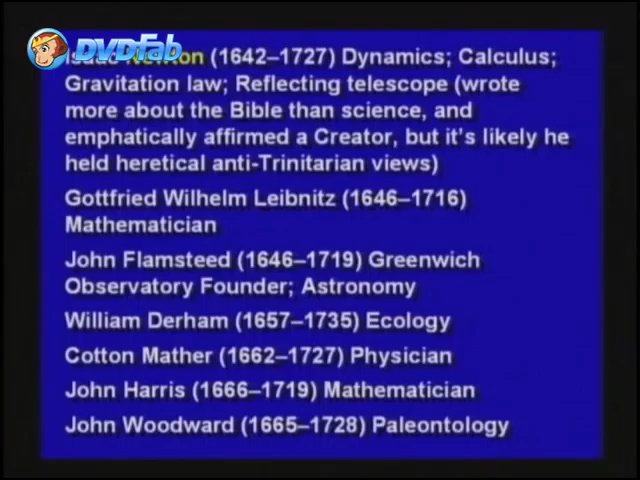 DVDFab
Isaac Newton (1642–1727) Dynamics; Calculus;
Gravitation law; Reflecting telescope (wrote
more about the Bible than science, and
emphatically affirmed a Creator, but it's likely he
held heretical anti-Trinitarian views)
Gottfried Wilhelm Leibnitz (1646–1716)
Mathematician
John Flamsteed (1646–1719) Greenwich
Observatory Founder; Astronomy
William Derham (1657–1735) Ecology
Cotton Mather (1662–1727) Physician
John Harris (1666–1719) Mathematician
John Woodward (1665–1728) Paleontology